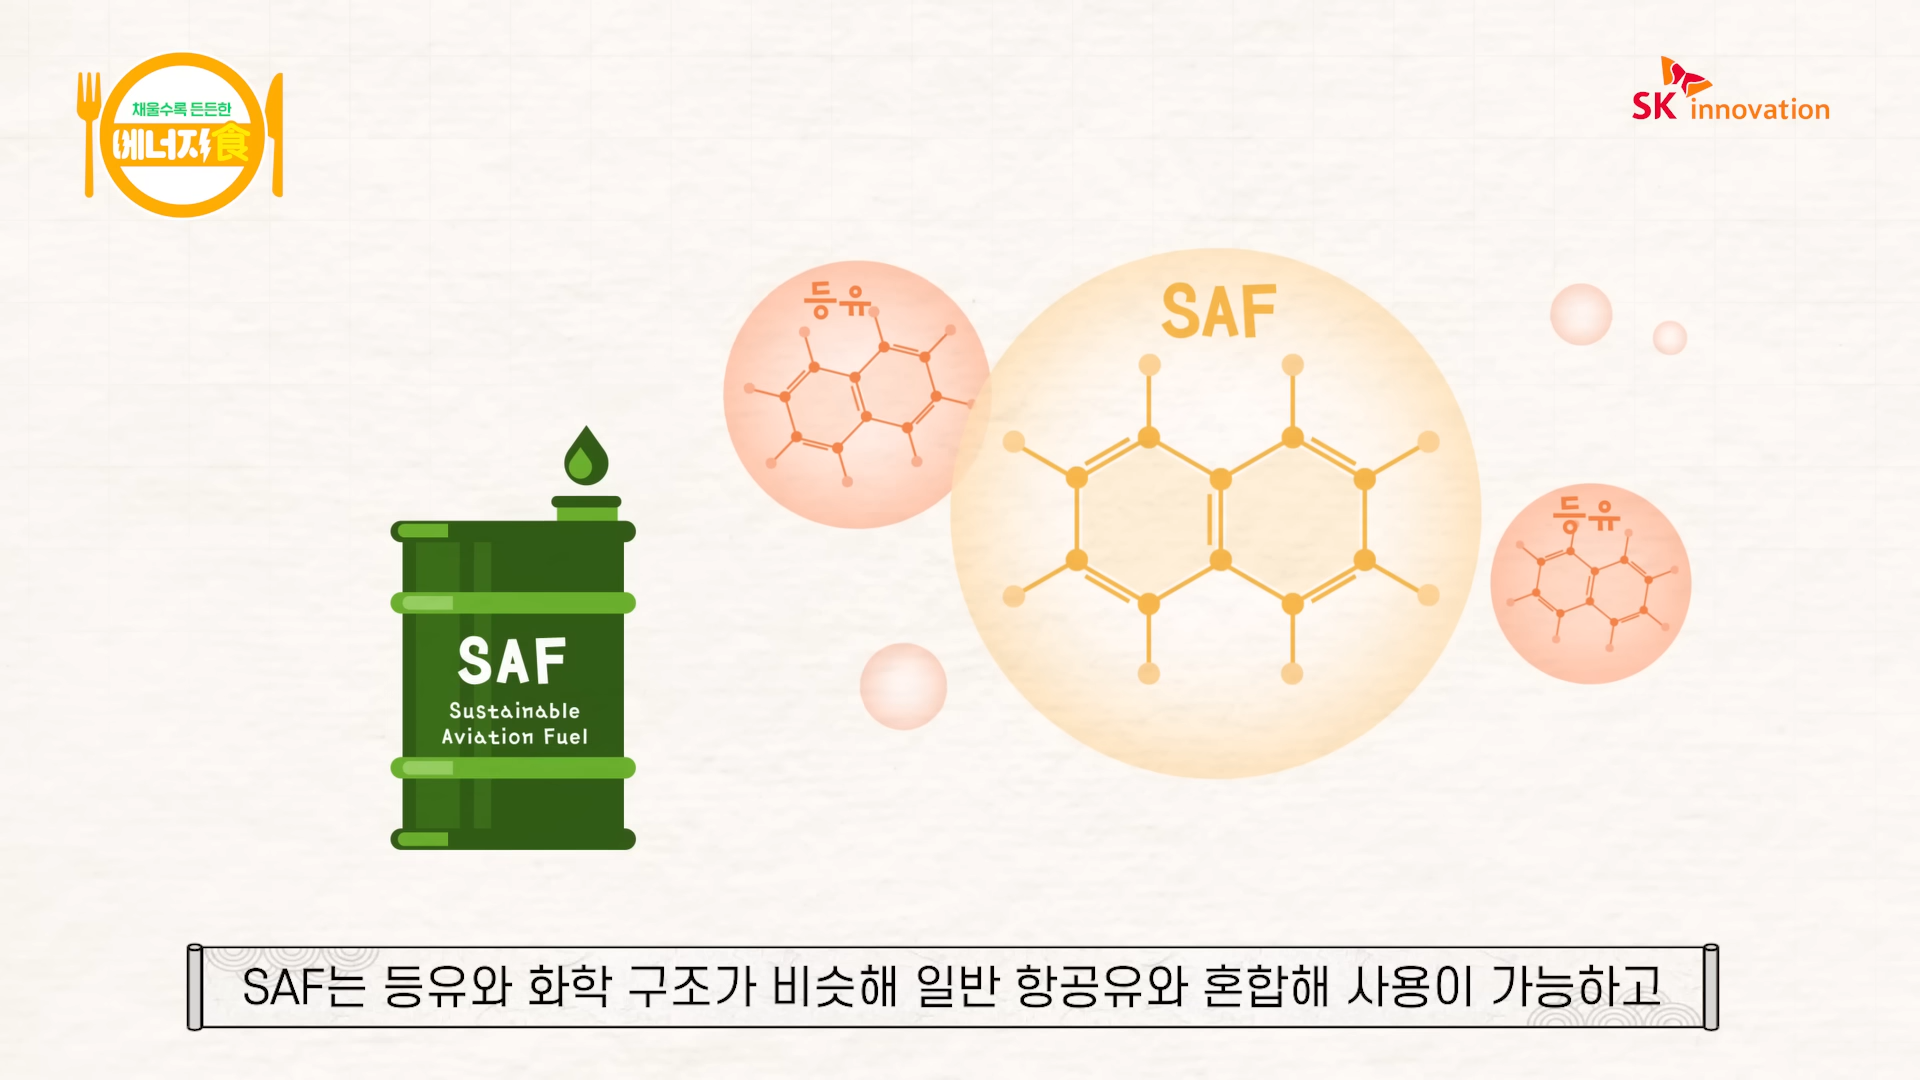 채울수록 든든한
에너지食
SK innovation
등유
SAF
등유
SAF
Sustainable
Aviation Fuel
SAF는 등유와 화학 구조가 비슷해 일반 항공유와 혼합해 사용이 가능하고